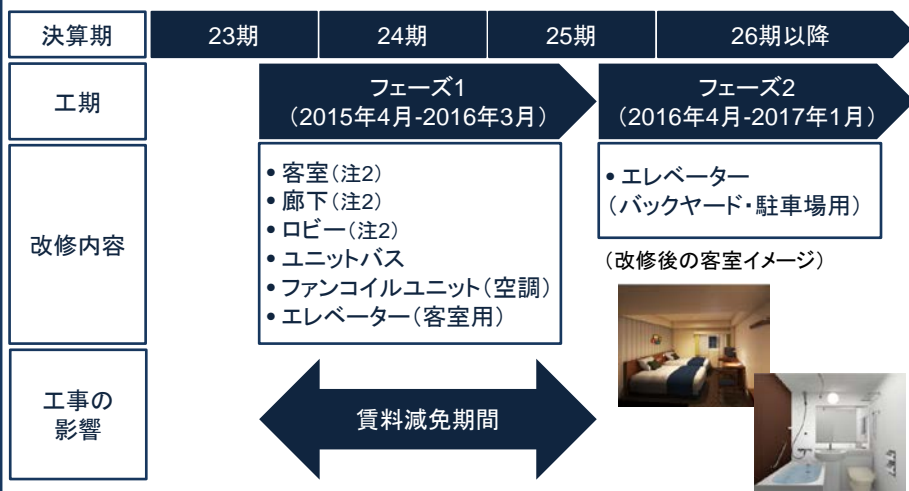 決算期
23期
24期
25期
26期以降
工期
フェーズ1
(2015年4月-2016年3月)
フェーズ2
(2016年4月-2017年1月)
改修内容
• 客室(注2)
• 廊下(注2)
• ロビー(注2)
• ユニットバス
• ファンコイルユニット(空調)
• エレベーター(客室用)
• エレベーター
(バックヤード・駐車場用)
(改修後の客室イメージ)
工事の
影響
賃料減免期間